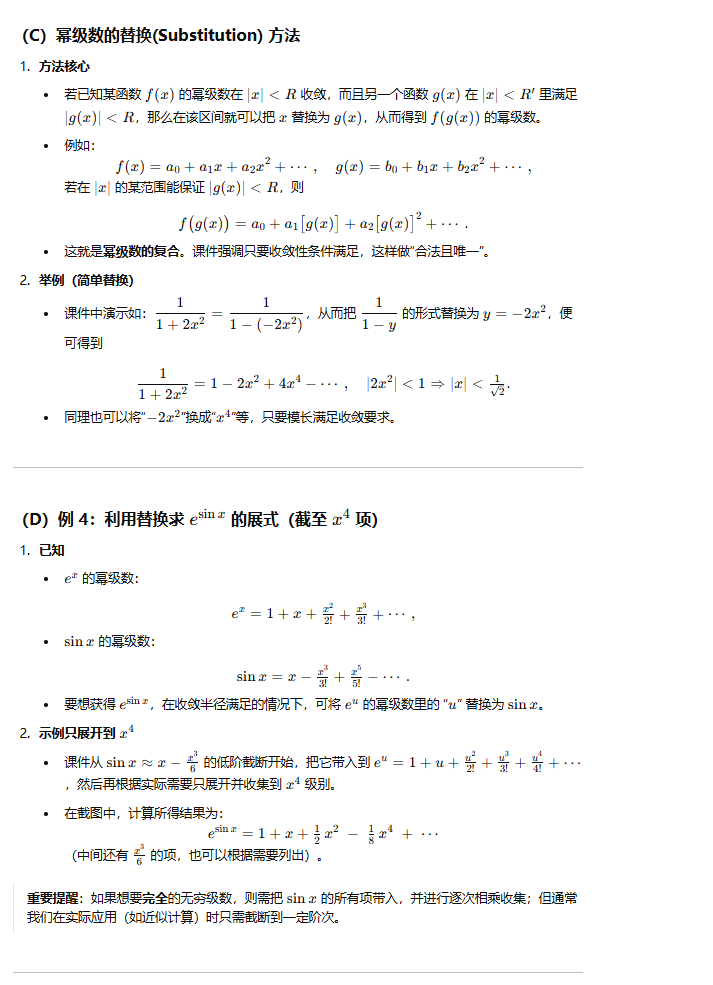 （C）幂级数的替换(Substitution) 方法
1. 方法核心
• 若已知某函数 f(x) 的幂级数在 |x| < R 收敛，而且另一个函数 g(x) 在 |x| < R′ 里满足
|g(x)| < R，那么在该区间就可以把 x 替换为 g(x)，从而得到 f(g(x)) 的幂级数。
• 例如：
f(x) = a₀ + a₁x + a₂x² + ⋯ , g(x) = b₀ + b₁x + b₂x² + ⋯ ,
若在 |x| 的某范围能保证 |g(x)| < R，则
f(g(x)) = a₀ + a₁[g(x)] + a₂[g(x)]² + ⋯ .
• 这就是幂级数的复合。课件强调只要收敛性条件满足，这样做“合法且唯一”。
2. 举例（简单替换）
• 课件中演示如： 1/(1 + 2x²) = 1/(1 − (−2x²))，从而把 1/(1 − y) 的形式替换为 y = −2x²，便
可得到
1/(1 + 2x²) = 1 − 2x² + 4x⁴ − ⋯ , |2x²| < 1 ⇒ |x| < 1/√2.
• 同理也可以将“−2x²”换成“x⁴”等，只要模长满足收敛要求。
（D）例 4：利用替换求 e^{sin x} 的展式（截至 x⁴ 项）
1. 已知
• eˣ 的幂级数：
eˣ = 1 + x + x²/2! + x³/3! + ⋯ ,
• sin x 的幂级数：
sin x = x − x³/3! + x⁵/5! − ⋯ .
• 要想获得 e^{sin x}，在收敛半径满足的情况下，可将 eᵘ 的幂级数里的 “u” 替换为 sin x。
2. 示例只展开到 x⁴
• 课件从 sin x ≈ x − x³/6 的低阶截断开始，把它带入到 eᵘ = 1 + u + u²/2! + u³/3! + u⁴/4! + ⋯
，然后再根据实际需要只展开并收集到 x⁴ 级别。
• 在截图中，计算所得结果为：
e^{sin x} = 1 + x + 1/2 x² − 1/8 x⁴ + ⋯
（中间还有 x³/6 的项，也可以根据需要列出）。
重要提醒：如果想要完全的无穷级数，则需把 sin x 的所有项带入，并进行逐次相乘收集；但通常
我们在实际应用（如近似计算）时只需截断到一定阶次。